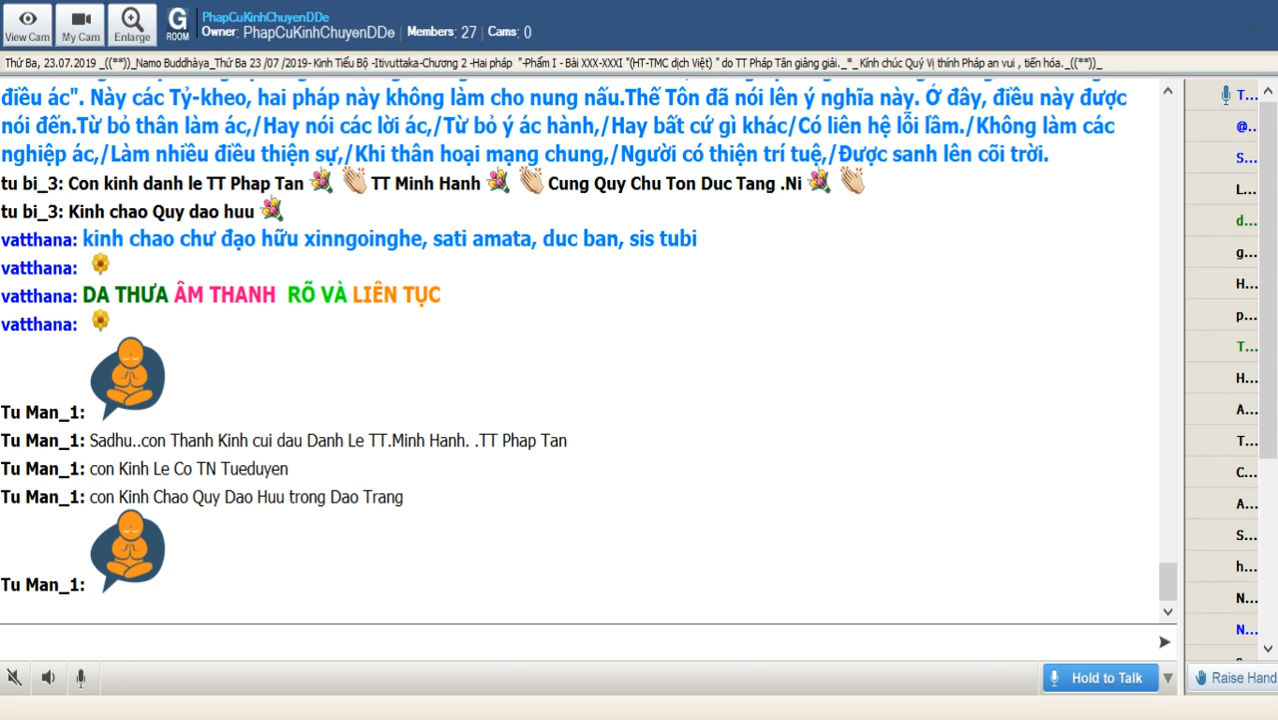 View Cam
My Cam
Enlarge
G
ROOM
PhapCuKinhChuyenDDe
Owner: PhapCuKinhChuyenDDe | Members: 27 | Cams: 0
Thứ Ba, 23.07.2019 _((**))_Namo Buddhàya_Thứ Ba 23 /07 /2019- Kinh Tiểu Bộ -Itivuttaka-Chương 2 -Hai pháp "-Phẩm I - Bài XXX-XXXI "(HT-TMC dịch Việt) " do TT Pháp Tân giảng giải._*_ Kính chúc Quý Vị thính Pháp an vui , tiến hóa._((**))_
điều ác". Này các Tỷ-kheo, hai pháp này không làm cho nung nấu.Thế Tôn đã nói lên ý nghĩa này. Ở đây, điều này được
nói đến.Từ bỏ thân làm ác,/Hay nói các lời ác,/Từ bỏ ý ác hành,/Hay bất cứ gì khác/Có liên hệ lỗi lầm./Không làm các
nghiệp ác,/Làm nhiều điều thiện sự,/Khi thân hoại mạng chung,/Người có thiện trí tuệ,/Được sanh lên cõi trời.
tu bi_3: Con kinh danh le TT Phap Tan TT Minh Hanh Cung Quy Chu Ton Duc Tang .Ni
tu bi_3: Kinh chao Quy dao huu
vatthana: kinh chao chư đạo hữu xinngoinghe, sati amata, duc ban, sis tubi
vatthana:
vatthana: DA THƯA ÂM THANH RÕ VÀ LIÊN TỤC
vatthana:
Tu Man_1:
Tu Man_1: Sadhu..con Thanh Kinh cui dau Danh Le TT.Minh Hanh. .TT Phap Tan
Tu Man_1: con Kinh Le Co TN Tueduyen
Tu Man_1: con Kinh Chao Quy Dao Huu trong Dao Trang
Tu Man_1:
T...
@..
S...
L...
d...
g...
H...
p...
T...
H...
A...
T...
C...
A...
S...
h...
N...
N...
Hold to Talk
Raise Hand